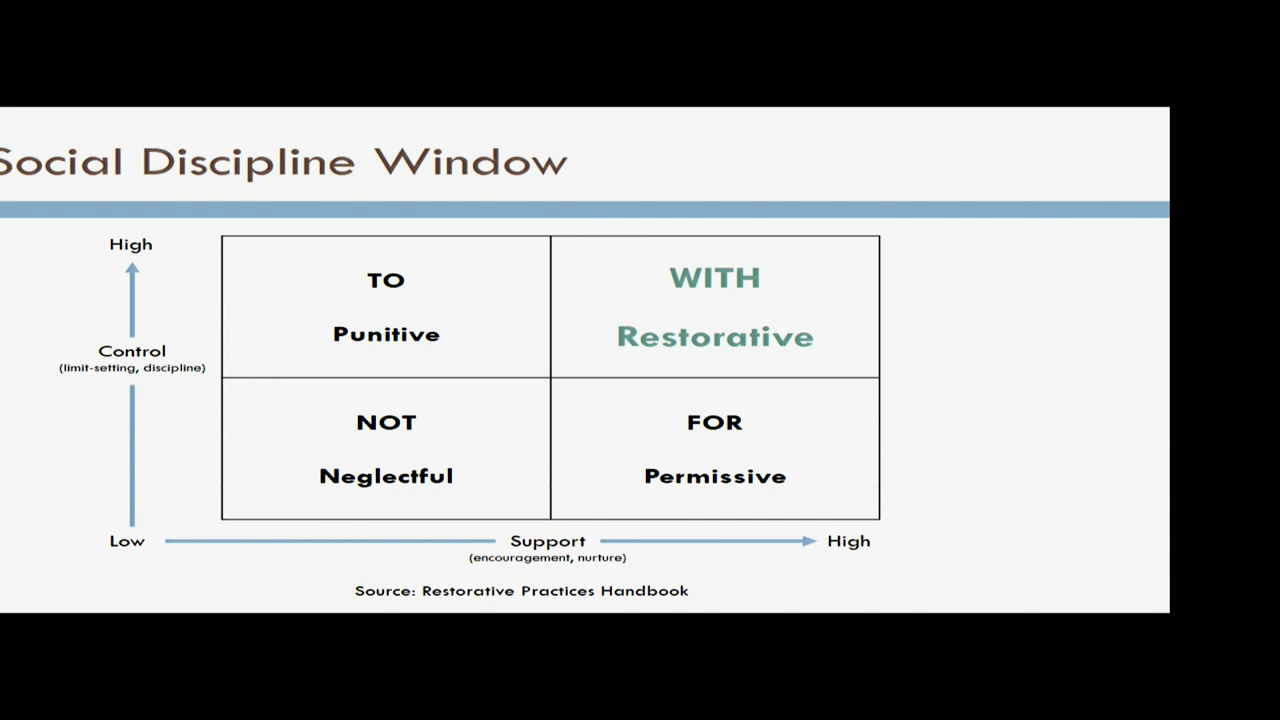 Social Discipline Window
High
TO
WITH
Punitive
Restorative
Control
(limit-setting, discipline)
NOT
FOR
Neglectful
Permissive
Low
Support
High
(encouragement, nurture)
Source: Restorative Practices Handbook